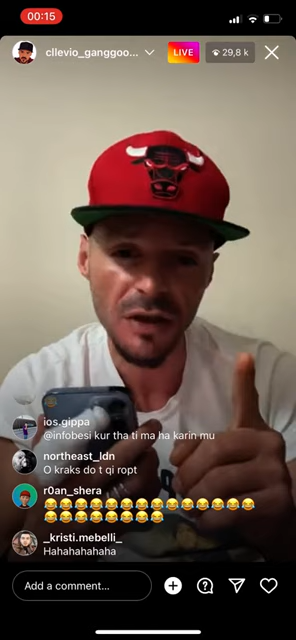 00:15
cllevio_ganggoo...
LIVE
29,8 k
ios.gippa
@infobesi kur tha ti ma ha karin mu
northeast_ldn
O kraks do t qi ropt
r0an_shera
😂😂😂😂😂😂😂😂😂😂😂😂😂😂
😂😂😂😂😂😂😂😂
_kristi.mebelli_
Hahahahahaha
Add a comment...